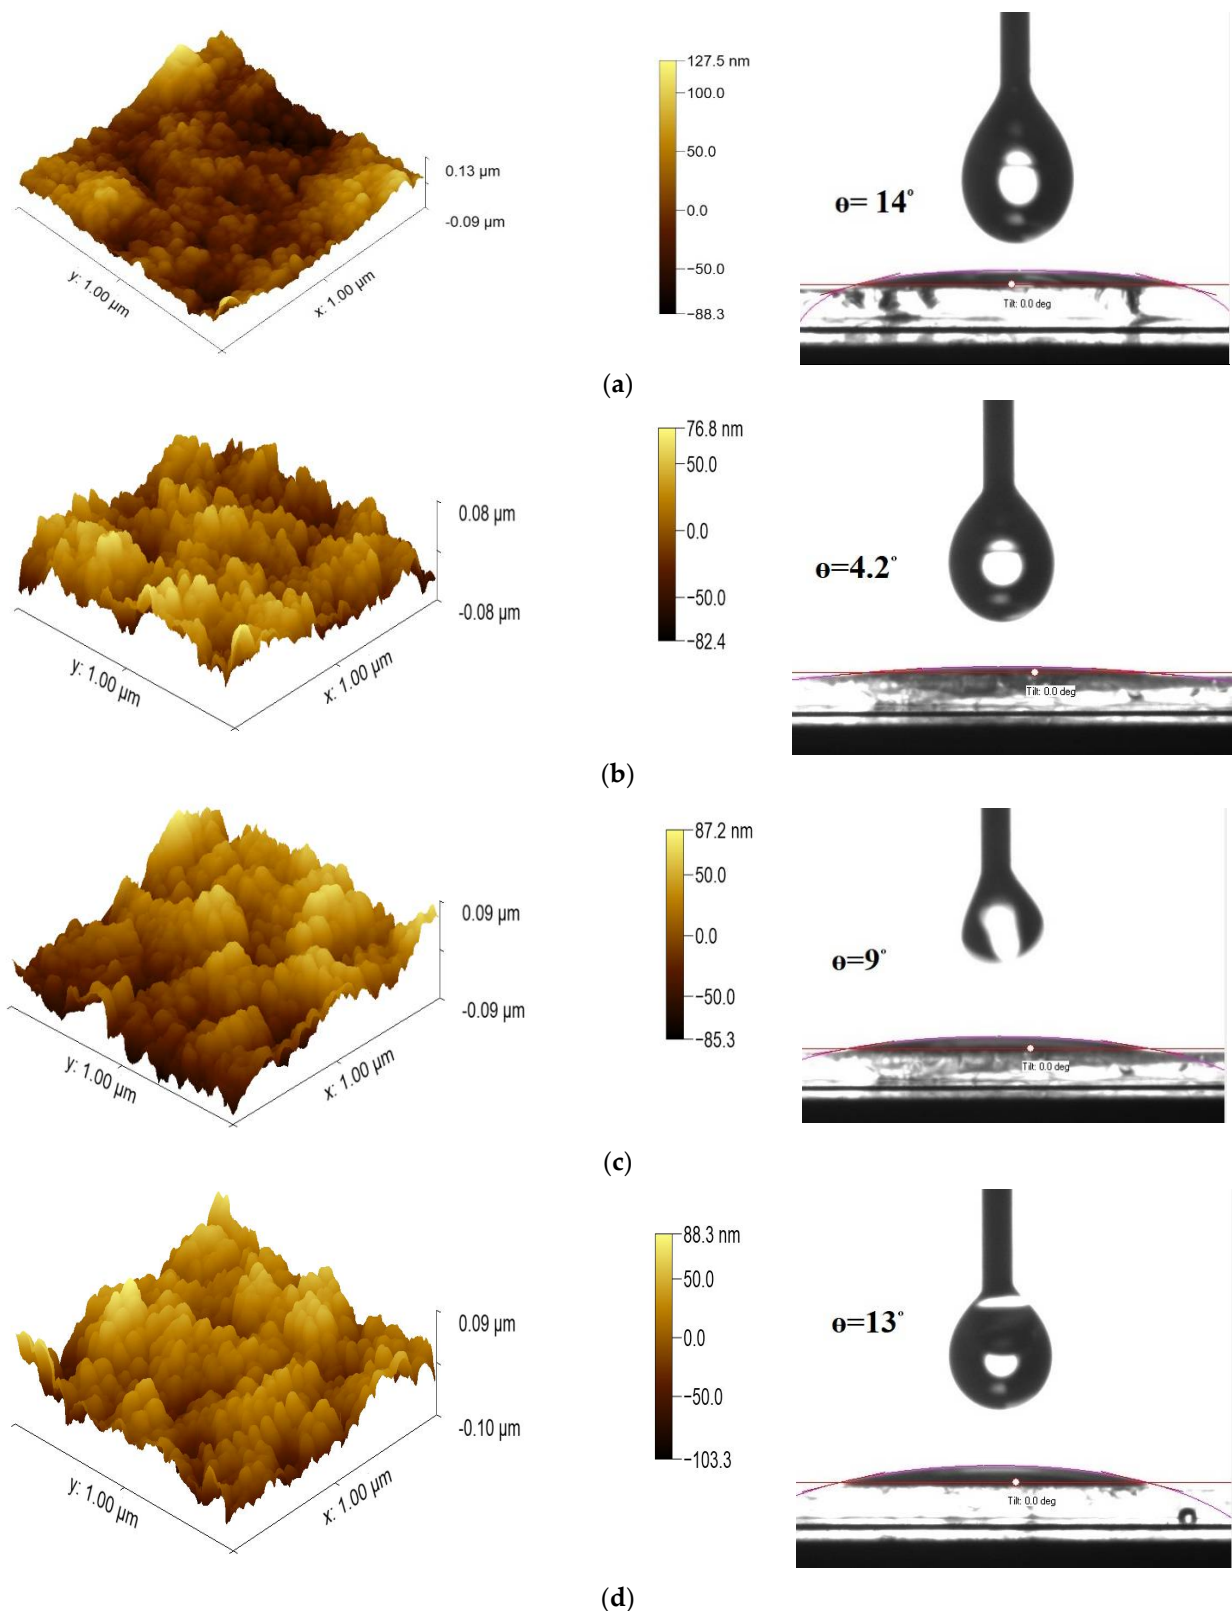 127.5 nm
100.0
50.0
0.0
−50.0
−88.3
0.13 µm
-0.09 µm
y: 1.00 µm
x: 1.00 µm
ɵ= 14°
Tilt: 0.0 deg
(a)
76.8 nm
50.0
0.0
−50.0
−82.4
0.08 µm
-0.08 µm
y: 1.00 µm
x: 1.00 µm
ɵ=4.2°
Tilt: 0.0 deg
(b)
87.2 nm
50.0
0.0
−50.0
−85.3
0.09 µm
-0.09 µm
y: 1.00 µm
x: 1.00 µm
ɵ=9°
Tilt: 0.0 deg
(c)
88.3 nm
50.0
0.0
−50.0
−103.3
0.09 µm
-0.10 µm
y: 1.00 µm
x: 1.00 µm
ɵ=13°
Tilt: 0.0 deg
(d)